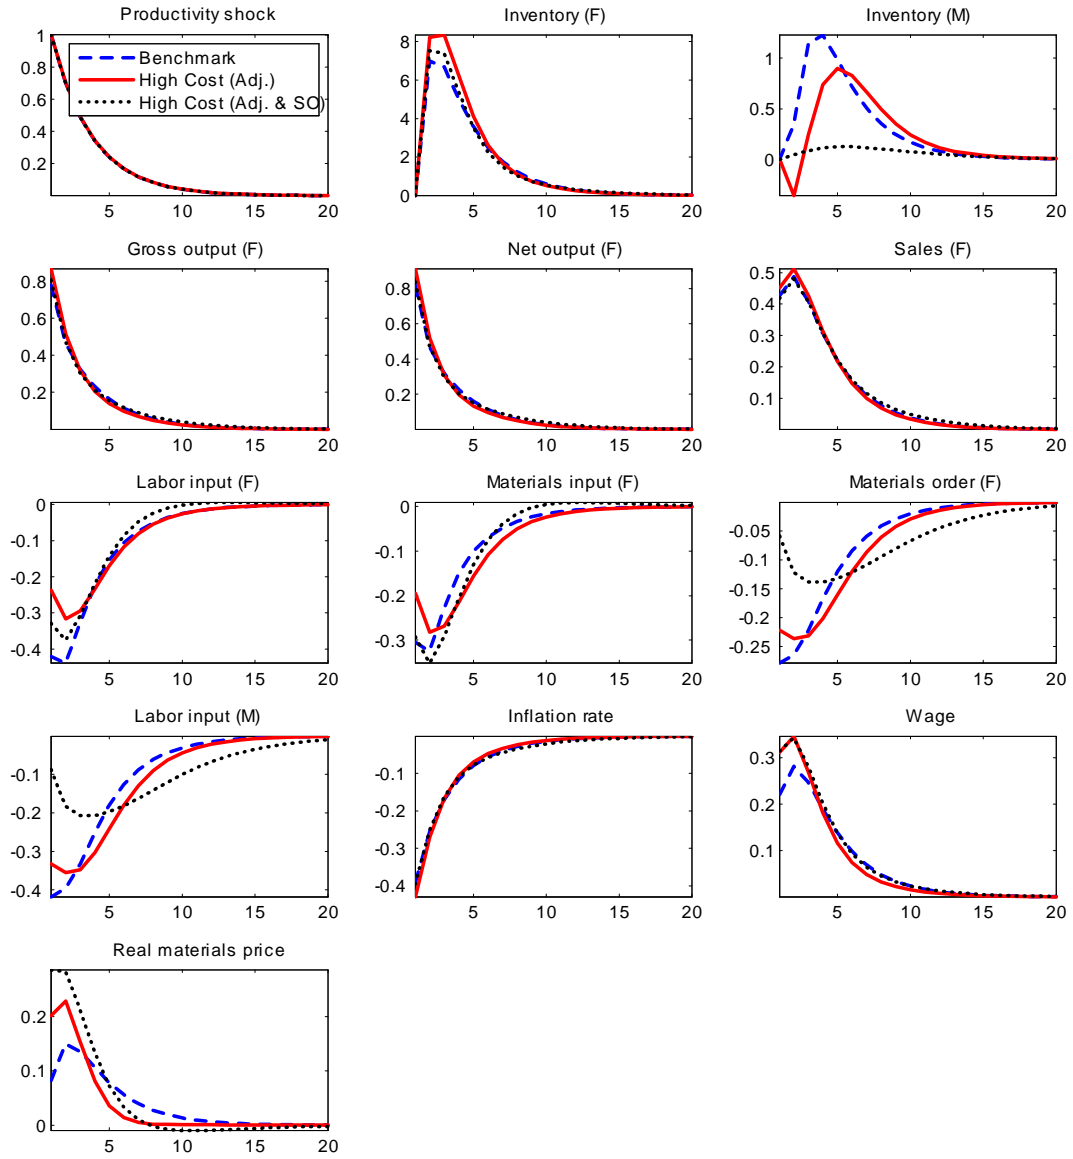 Productivity shock
1
0.8
0.6
0.4
0.2
5 10 15 20
Benchmark
High Cost (Adj.)
High Cost (Adj. & SO)
Inventory (F)
8
6
4
2
0
5 10 15 20
Inventory (M)
1
0.5
0
5 10 15 20
Gross output (F)
0.8
0.6
0.4
0.2
5 10 15 20
Net output (F)
0.8
0.6
0.4
0.2
5 10 15 20
Sales (F)
0.5
0.4
0.3
0.2
0.1
5 10 15 20
Labor input (F)
0
-0.1
-0.2
-0.3
-0.4
5 10 15 20
Materials input (F)
0
-0.1
-0.2
-0.3
5 10 15 20
Materials order (F)
-0.05
-0.1
-0.15
-0.2
-0.25
5 10 15 20
Labor input (M)
-0.1
-0.2
-0.3
-0.4
5 10 15 20
Inflation rate
-0.1
-0.2
-0.3
-0.4
5 10 15 20
Wage
0.3
0.2
0.1
5 10 15 20
Real materials price
0.2
0.1
0
5 10 15 20